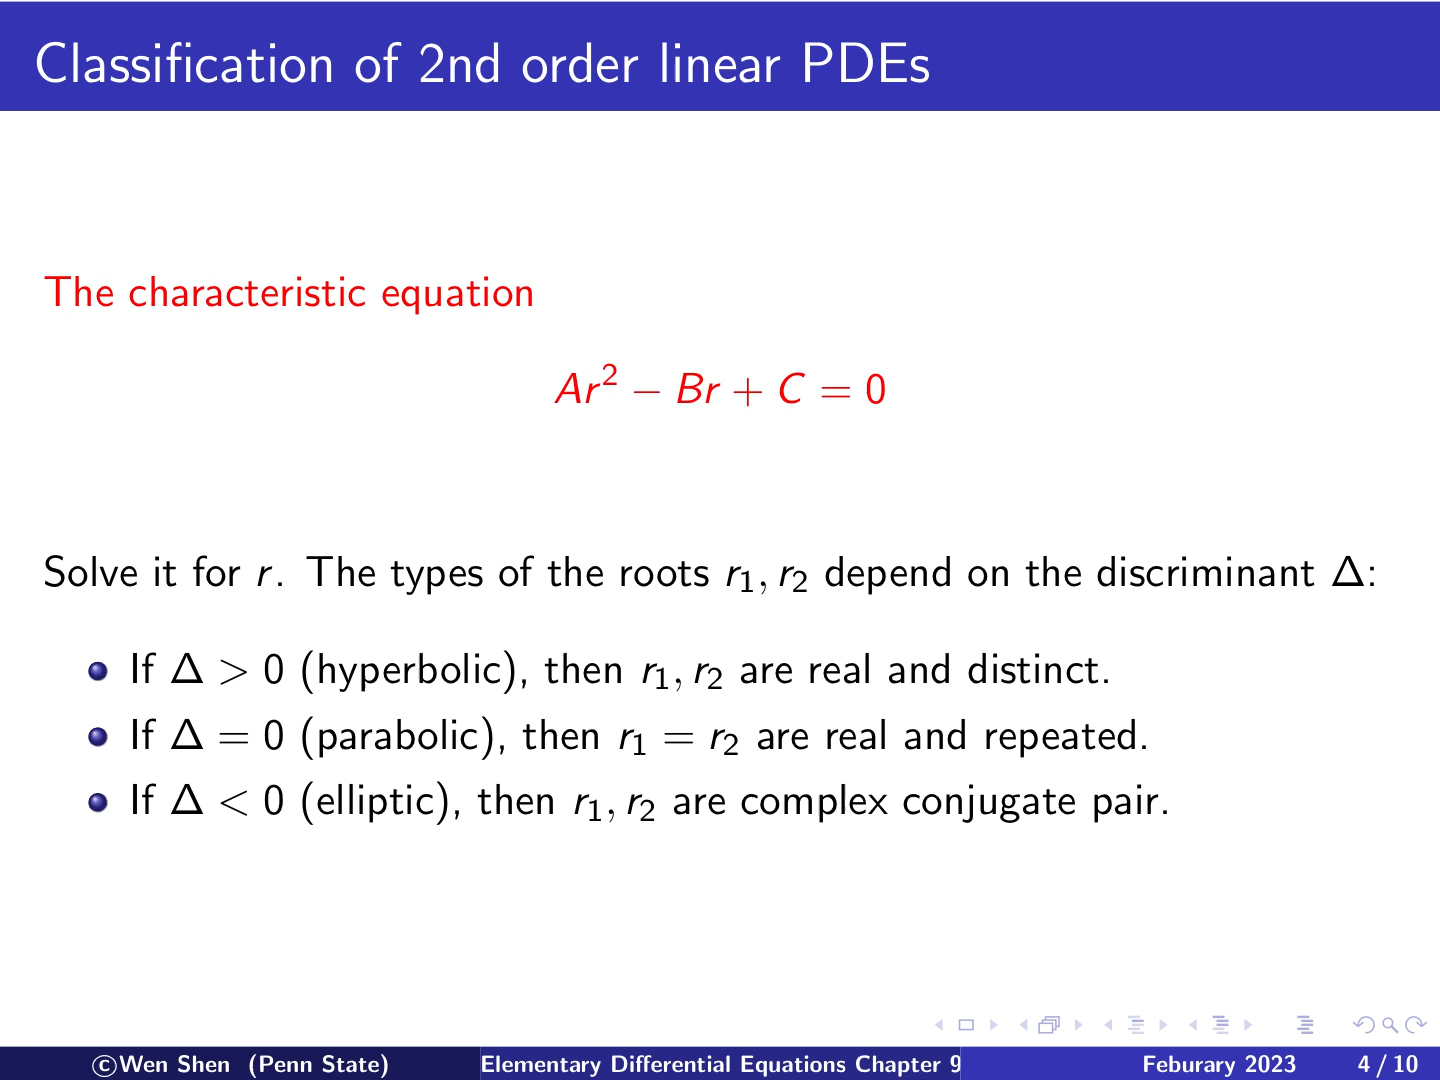 Classification of 2nd order linear PDEs
The characteristic equation
Ar² − Br + C = 0
Solve it for r. The types of the roots r₁, r₂ depend on the discriminant Δ:
If Δ > 0 (hyperbolic), then r₁, r₂ are real and distinct.
If Δ = 0 (parabolic), then r₁ = r₂ are real and repeated.
If Δ < 0 (elliptic), then r₁, r₂ are complex conjugate pair.
©Wen Shen (Penn State) Elementary Differential Equations Chapter 9 Feburary 2023 4 / 10